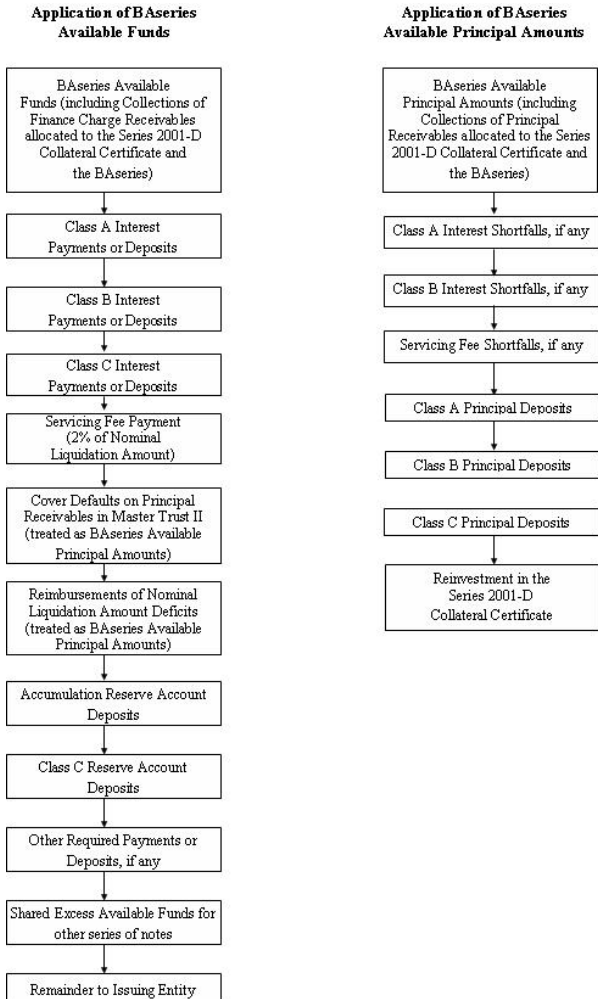 Application of BAseries
Available Funds
BAseries Available
Funds (including Collections of
Finance Charge Receivables
allocated to the Series 2001-D
Collateral Certificate and
the BAseries)
Class A Interest
Payments or Deposits
Class B Interest
Payments or Deposits
Class C Interest
Payments or Deposits
Servicing Fee Payment
(2% of Nominal
Liquidation Amount)
Cover Defaults on Principal
Receivables in Master Trust II
(treated as BAseries Available
Principal Amounts)
Reimbursements of Nominal
Liquidation Amount Deficits
(treated as BAseries Available
Principal Amounts)
Accumulation Reserve Account
Deposits
Class C Reserve Account
Deposits
Other Required Payments or
Deposits, if any
Shared Excess Available Funds for
other series of notes
Remainder to Issuing Entity
Application of BAseries
Available Principal Amounts
BAseries Available
Principal Amounts (including
Collections of Principal
Receivables allocated to the Series
2001-D Collateral Certificate and
the BAseries)
Class A Interest Shortfalls, if any
Class B Interest Shortfalls, if any
Servicing Fee Shortfalls, if any
Class A Principal Deposits
Class B Principal Deposits
Class C Principal Deposits
Reinvestment in the
Series 2001-D
Collateral Certificate